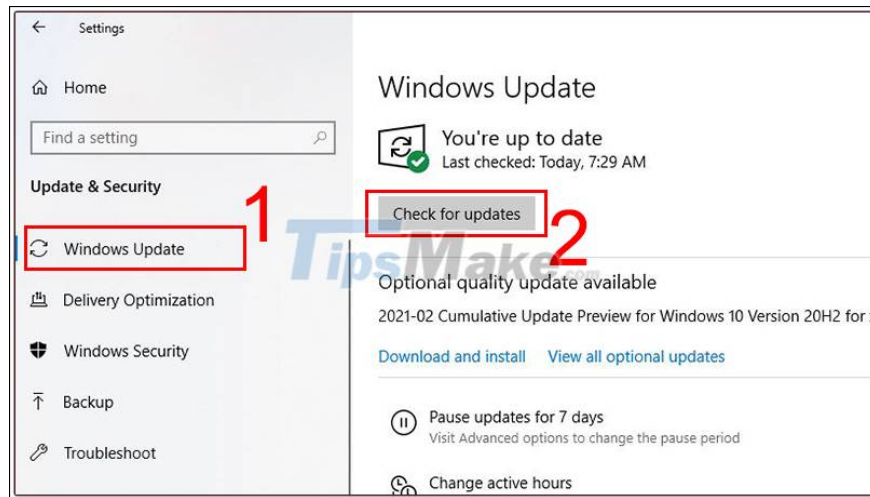 Settings
Home
Find a setting
Update & Security
1
Windows Update
Delivery Optimization
Windows Security
Backup
Troubleshoot
Windows Update
You're up to date
Last checked: Today, 7:29 AM
Check for updates
2
TipsMake.com
Optional quality update available
2021-02 Cumulative Update Preview for Windows 10 Version 20H2 for
Download and install View all optional updates
Pause updates for 7 days
Visit Advanced options to change the pause period
Change active hours